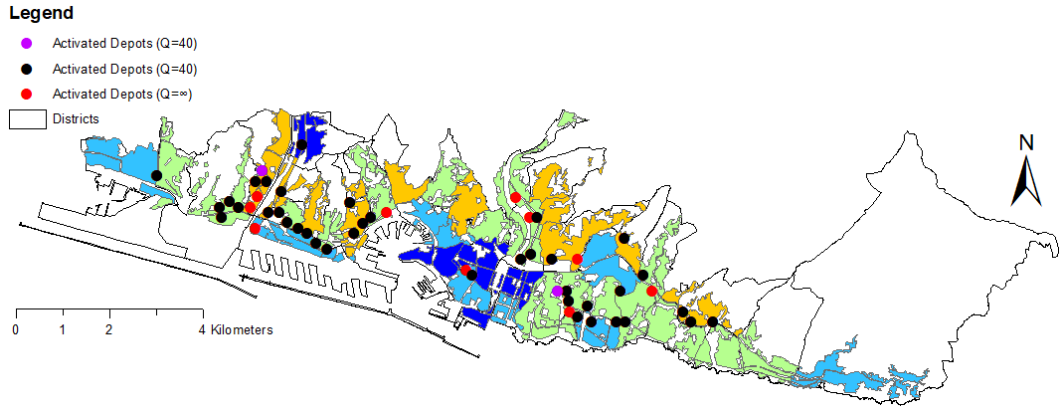 Legend
Activated Depots (Q=40)
Activated Depots (Q=40)
Activated Depots (Q=∞)
Districts
N
0 1 2 4 Kilometers